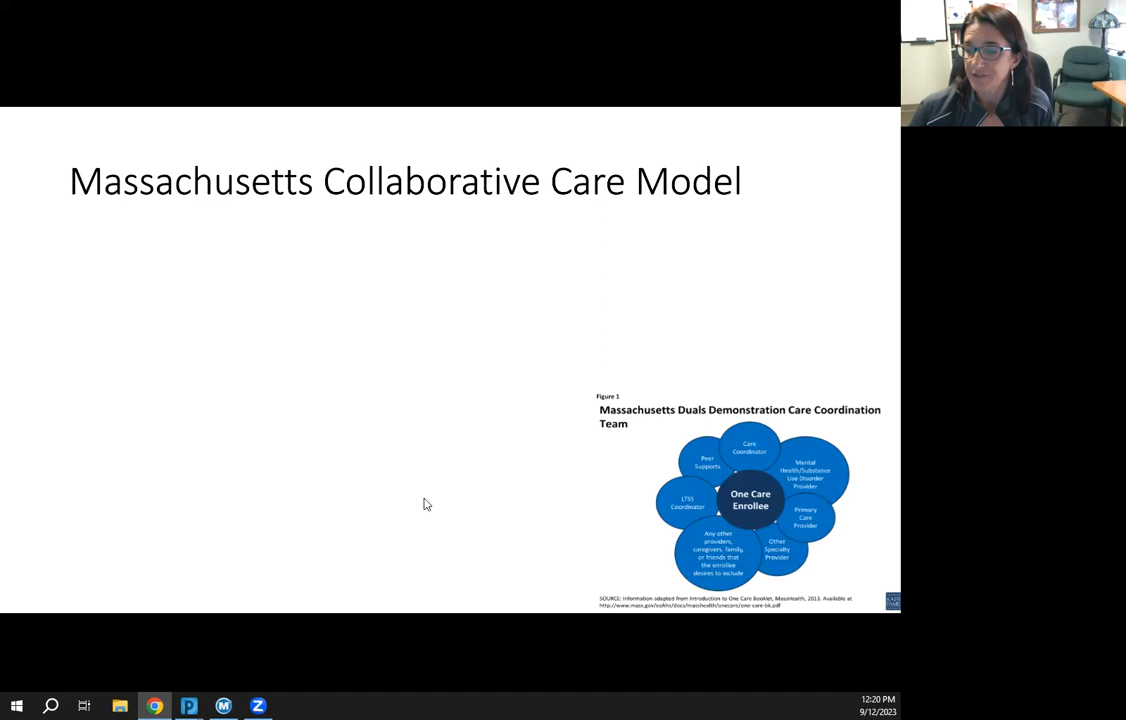 Massachusetts Collaborative Care Model
Figure 1
Massachusetts Duals Demonstration Care Coordination
Team
Care
Coordinator
Peer
Supports
Mental
Health/Substance
Use Disorder
Provider
LTSS
Coordinator
One Care
Enrollee
Primary
Care
Provider
Any other
providers,
caregivers, family,
or friends that
the enrollee
desires to include
Other
Specialty
Provider
SOURCE: Information adapted from Introduction to One Care Booklet, MassHealth, 2013. Available at
http://www.mass.gov/eohhs/docs/masshealth/onecare/one-care-bk.pdf
12:20 PM
9/12/2023